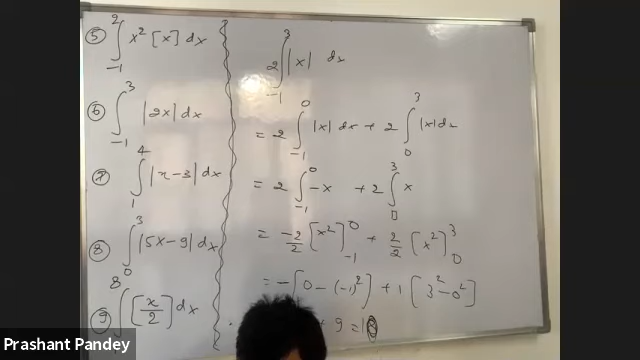 ⑤ ∫_{-1}^{2} x² [x] dx
⑥ ∫_{-1}^{3} |2x| dx
⑦ ∫_{1}^{4} |x-3| dx
⑧ ∫_{0}^{3} |5x-9| dx
⑨ ∫^{8} [x/2] dx
2 ∫_{-1}^{3} |x| dx
= 2 ∫_{-1}^{0} |x| dx + 2 ∫_{0}^{3} |x| dx
= 2 ∫_{-1}^{0} -x + 2 ∫_{0}^{3} x
= -2/2 [x²]_{-1}^{0} + 2/2 [x²]_{0}^{3}
= -[0-(-1)²] + 1 [3²-0²]
9 = 10
Prashant Pandey